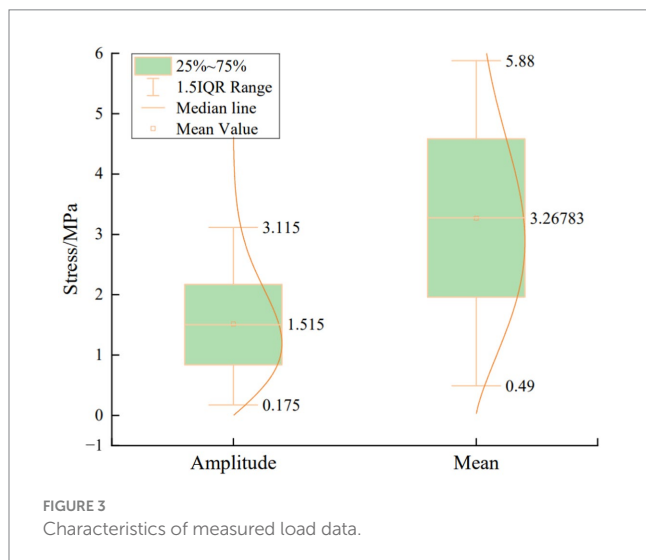 6
5
4
3
2
1
0
−1
Stress/MPa
25%~75%
1.5IQR Range
Median line
Mean Value
3.115
1.515
0.175
5.88
3.26783
0.49
Amplitude
Mean
FIGURE 3
Characteristics of measured load data.